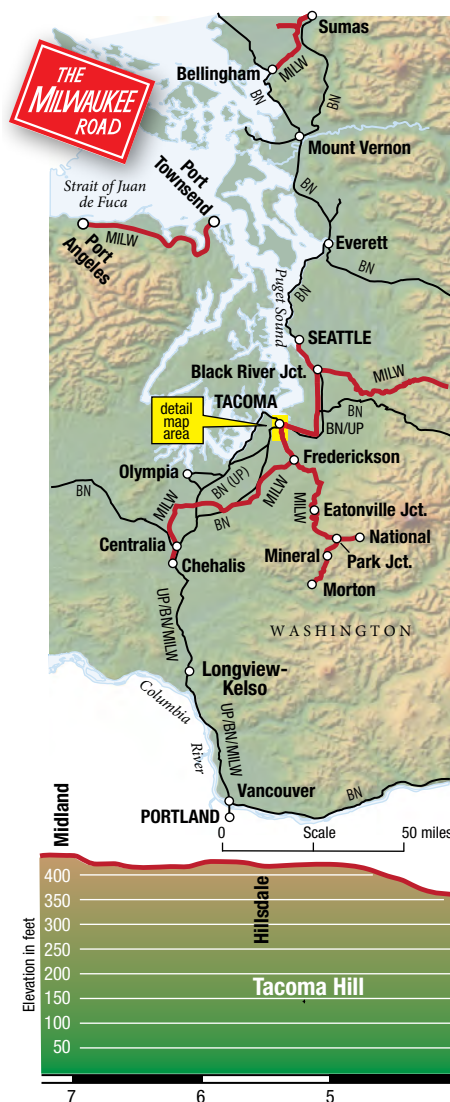 Sumas
Bellingham
MILW
BN
BN
THE
MILWAUKEE
ROAD
Mount Vernon
Strait of Juan
de Fuca
Port
Townsend
BN
MILW
Port
Angeles
Everett
BN
Puget Sound
BN
SEATTLE
Black River Jct.
MILW
TACOMA
detail
map
area
BN
BN/UP
Frederickson
Olympia
BN (UP)
MILW
BN
MILW
BN
MILW
Eatonville Jct.
National
Centralia
Mineral
Park Jct.
Chehalis
Morton
UP/BN/MILW
WASHINGTON
Longview-
Kelso
Columbia
River
UP/BN/MILW
Vancouver
BN
PORTLAND
0 Scale 50 miles
Midland
400
350
300
250
200
150
100
50
Elevation in feet
Hillsdale
Tacoma Hill
7 6 5